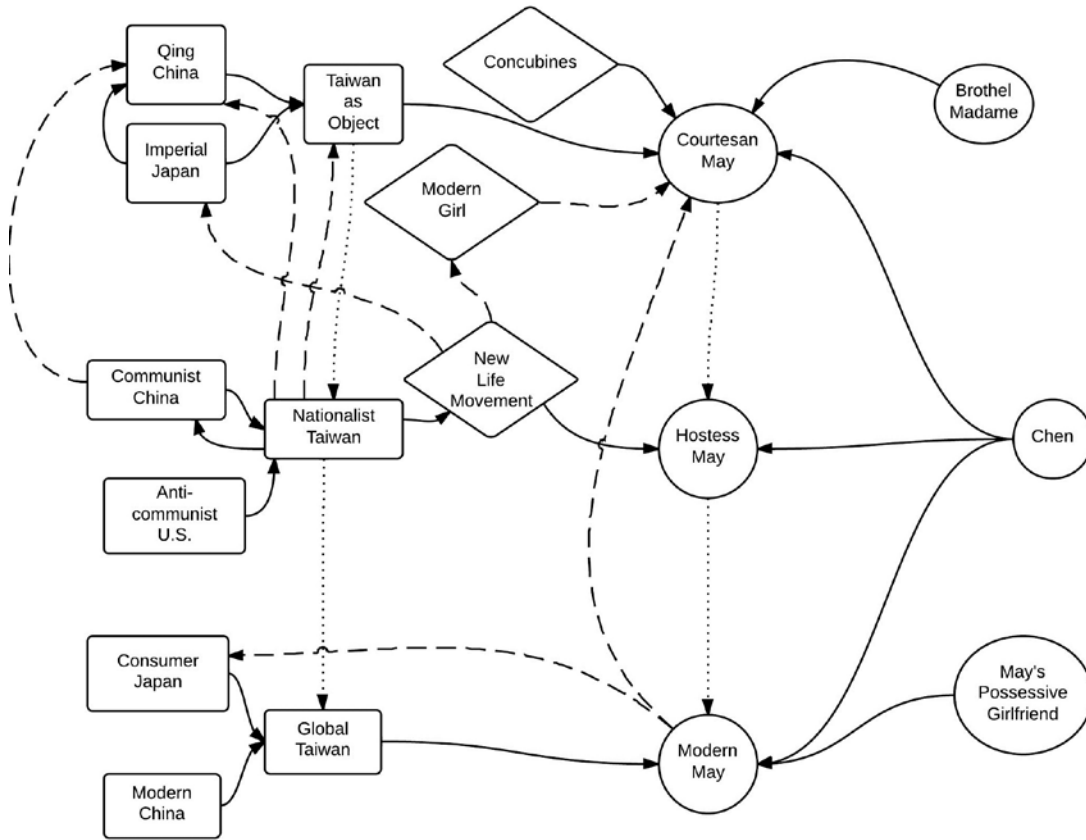 Qing
China
Taiwan
as
Object
Concubines
Brothel
Madame
Courtesan
May
Imperial
Japan
Modern
Girl
Communist
China
New
Life
Movement
Nationalist
Taiwan
Hostess
May
Chen
Anti-
communist
U.S.
Consumer
Japan
May's
Possessive
Girlfriend
Global
Taiwan
Modern
May
Modern
China